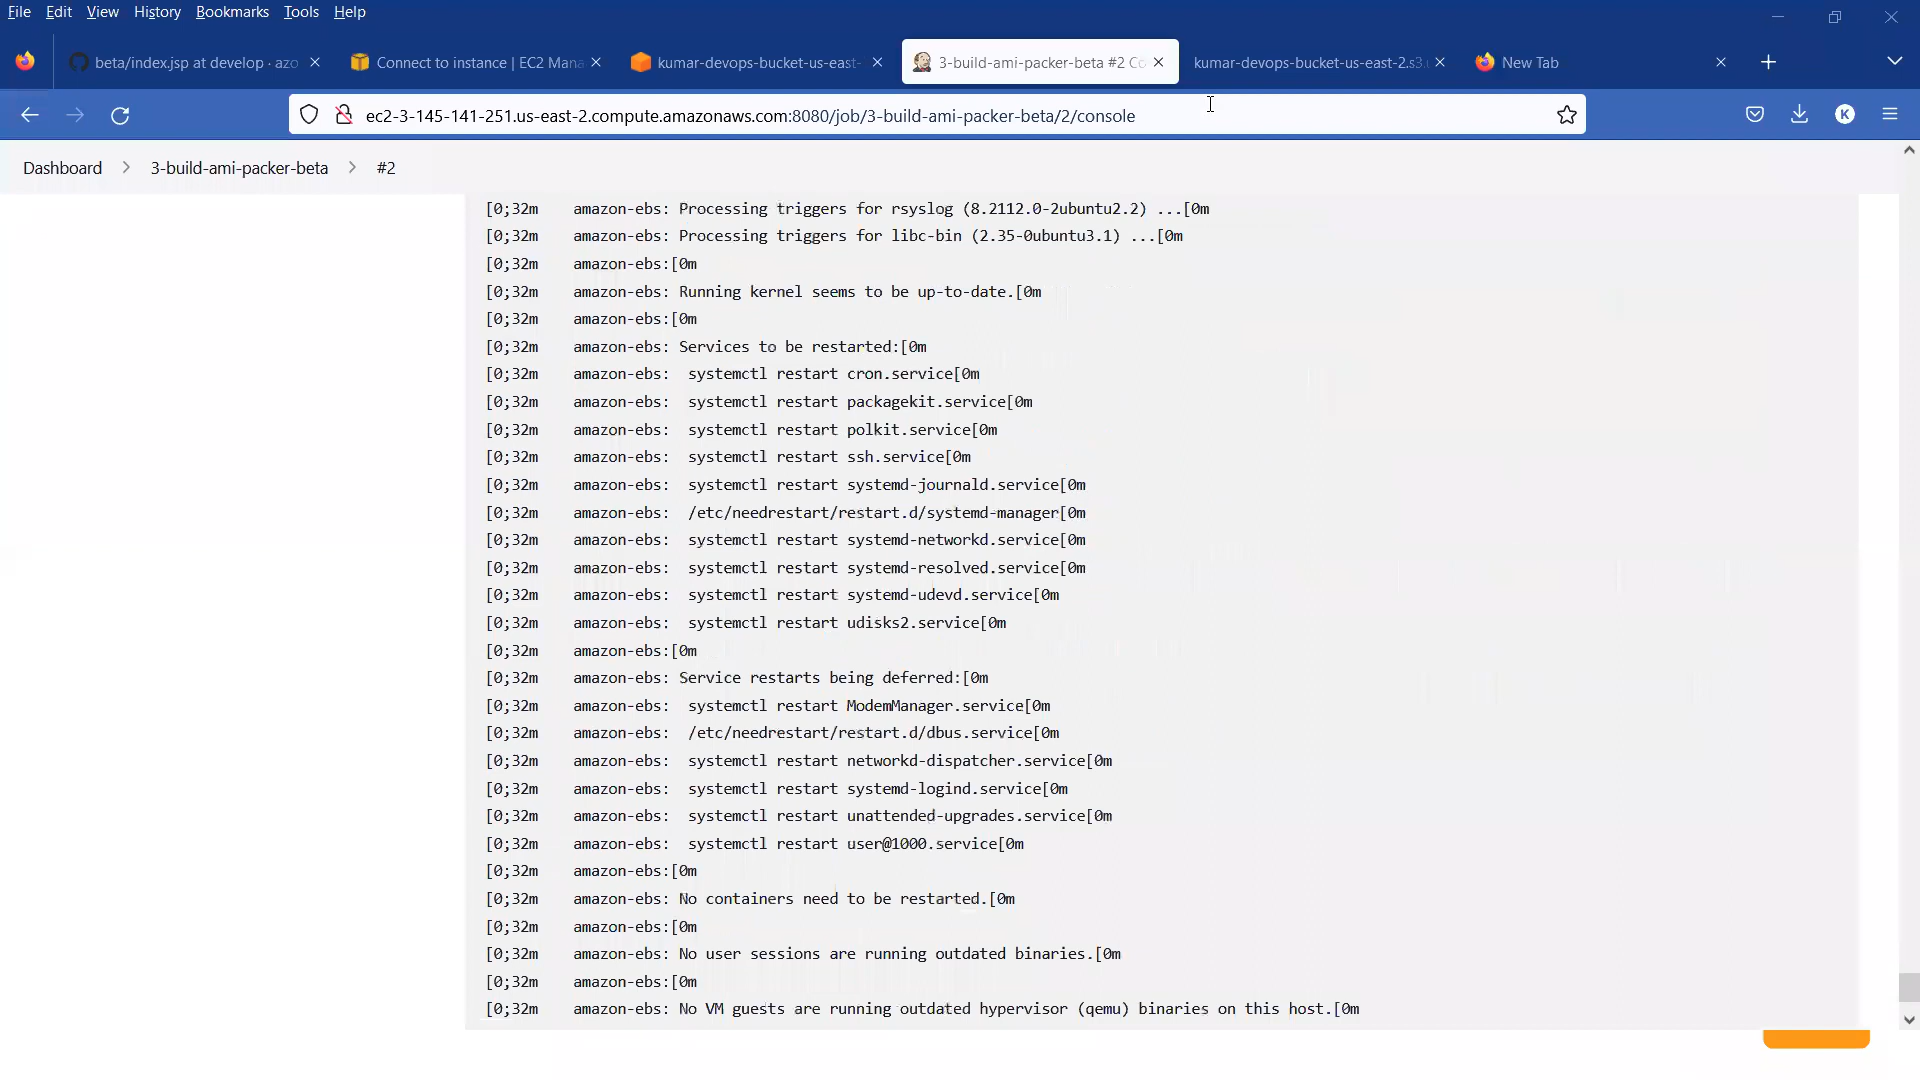 File Edit View History Bookmarks Tools Help
beta/index.jsp at develop · azo
Connect to instance | EC2 Mana
kumar-devops-bucket-us-east-
3-build-ami-packer-beta #2 Co
kumar-devops-bucket-us-east-2.s3.
New Tab
ec2-3-145-141-251.us-east-2.compute.amazonaws.com:8080/job/3-build-ami-packer-beta/2/console
K
Dashboard 3-build-ami-packer-beta #2
[0;32m    amazon-ebs: Processing triggers for rsyslog (8.2112.0-2ubuntu2.2) ...[0m
[0;32m    amazon-ebs: Processing triggers for libc-bin (2.35-0ubuntu3.1) ...[0m
[0;32m    amazon-ebs:[0m
[0;32m    amazon-ebs: Running kernel seems to be up-to-date.[0m
[0;32m    amazon-ebs:[0m
[0;32m    amazon-ebs: Services to be restarted:[0m
[0;32m    amazon-ebs:  systemctl restart cron.service[0m
[0;32m    amazon-ebs:  systemctl restart packagekit.service[0m
[0;32m    amazon-ebs:  systemctl restart polkit.service[0m
[0;32m    amazon-ebs:  systemctl restart ssh.service[0m
[0;32m    amazon-ebs:  systemctl restart systemd-journald.service[0m
[0;32m    amazon-ebs:  /etc/needrestart/restart.d/systemd-manager[0m
[0;32m    amazon-ebs:  systemctl restart systemd-networkd.service[0m
[0;32m    amazon-ebs:  systemctl restart systemd-resolved.service[0m
[0;32m    amazon-ebs:  systemctl restart systemd-udevd.service[0m
[0;32m    amazon-ebs:  systemctl restart udisks2.service[0m
[0;32m    amazon-ebs:[0m
[0;32m    amazon-ebs: Service restarts being deferred:[0m
[0;32m    amazon-ebs:  systemctl restart ModemManager.service[0m
[0;32m    amazon-ebs:  /etc/needrestart/restart.d/dbus.service[0m
[0;32m    amazon-ebs:  systemctl restart networkd-dispatcher.service[0m
[0;32m    amazon-ebs:  systemctl restart systemd-logind.service[0m
[0;32m    amazon-ebs:  systemctl restart unattended-upgrades.service[0m
[0;32m    amazon-ebs:  systemctl restart user@1000.service[0m
[0;32m    amazon-ebs:[0m
[0;32m    amazon-ebs: No containers need to be restarted.[0m
[0;32m    amazon-ebs:[0m
[0;32m    amazon-ebs: No user sessions are running outdated binaries.[0m
[0;32m    amazon-ebs:[0m
[0;32m    amazon-ebs: No VM guests are running outdated hypervisor (qemu) binaries on this host.[0m